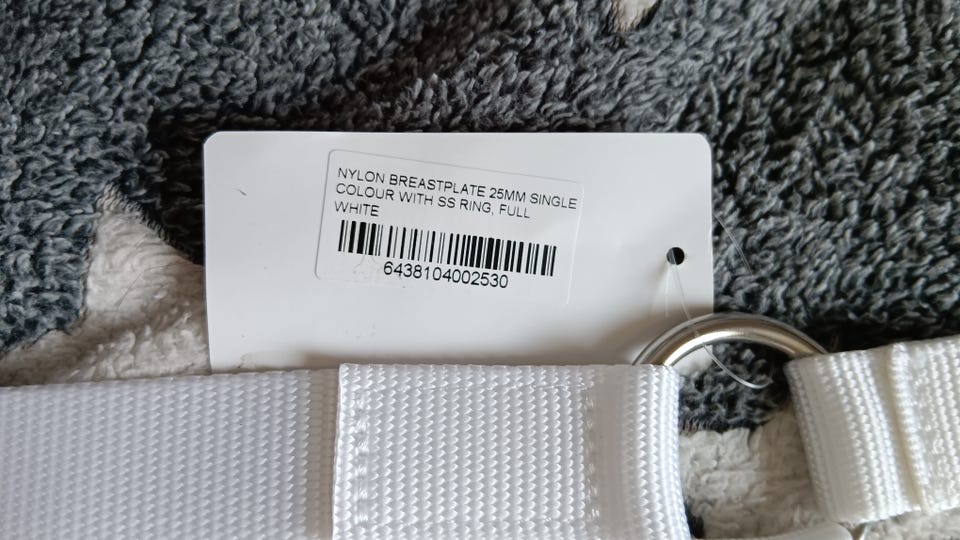 NYLON BREASTPLATE 25MM SINGLE
COLOUR WITH SS RING, FULL
WHITE
6438104002530